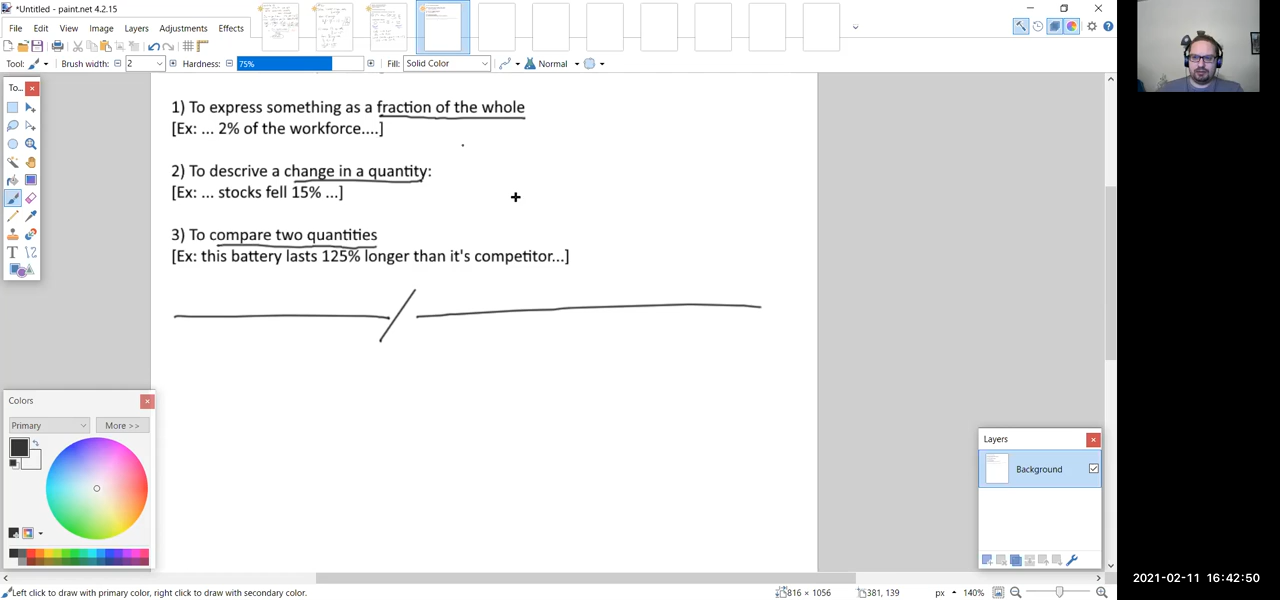 *Untitled - paint.net 4.2.15
File Edit View Image Layers Adjustments Effects
Tool: Brush width: 2 Hardness: 75% Fill: Solid Color Normal
To...
1) To express something as a fraction of the whole
[Ex: ... 2% of the workforce....]
2) To descrive a change in a quantity:
[Ex: ... stocks fell 15% ...]
3) To compare two quantities
[Ex: this battery lasts 125% longer than it's competitor...]
Colors
Primary More >>
Layers
Background
2021-02-11 16:42:50
Left click to draw with primary color, right click to draw with secondary color. 816 × 1056 381, 139 px 140%